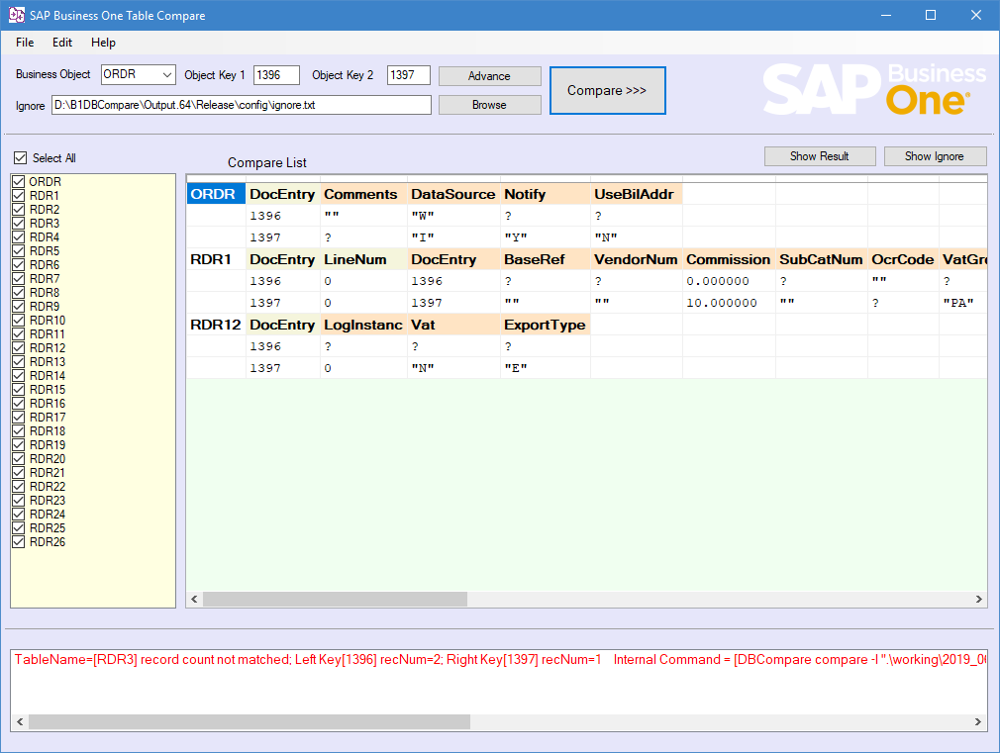 SAP Business One Table Compare
File Edit Help
Business Object ORDR Object Key 1 1396 Object Key 2 1397 Advance
Compare >>>
Ignore D:\B1DBCompare\Output.64\Release\config\ignore.txt Browse
SAP Business One
Select All
Compare List
Show Result Show Ignore
ORDR
RDR1
RDR2
RDR3
RDR4
RDR5
RDR6
RDR7
RDR8
RDR9
RDR10
RDR11
RDR12
RDR13
RDR14
RDR15
RDR16
RDR17
RDR18
RDR19
RDR20
RDR21
RDR22
RDR23
RDR24
RDR25
RDR26
ORDR DocEntry Comments DataSource Notify UseBilAddr
1396 "" "W" ? ?
1397 ? "I" "Y" "N"
RDR1 DocEntry LineNum DocEntry BaseRef VendorNum Commission SubCatNum OcrCode VatGr
1396 0 1396 ? ? 0.000000 ? "" ?
1397 0 1397 "" "" 10.000000 "" ? "PA"
RDR12 DocEntry LogInstanc Vat ExportType
1396 ? ? ?
1397 0 "N" "E"
TableName=[RDR3] record count not matched; Left Key[1396] recNum=2; Right Key[1397] recNum=1 Internal Command = [DBCompare compare -l ".\working\2019_0